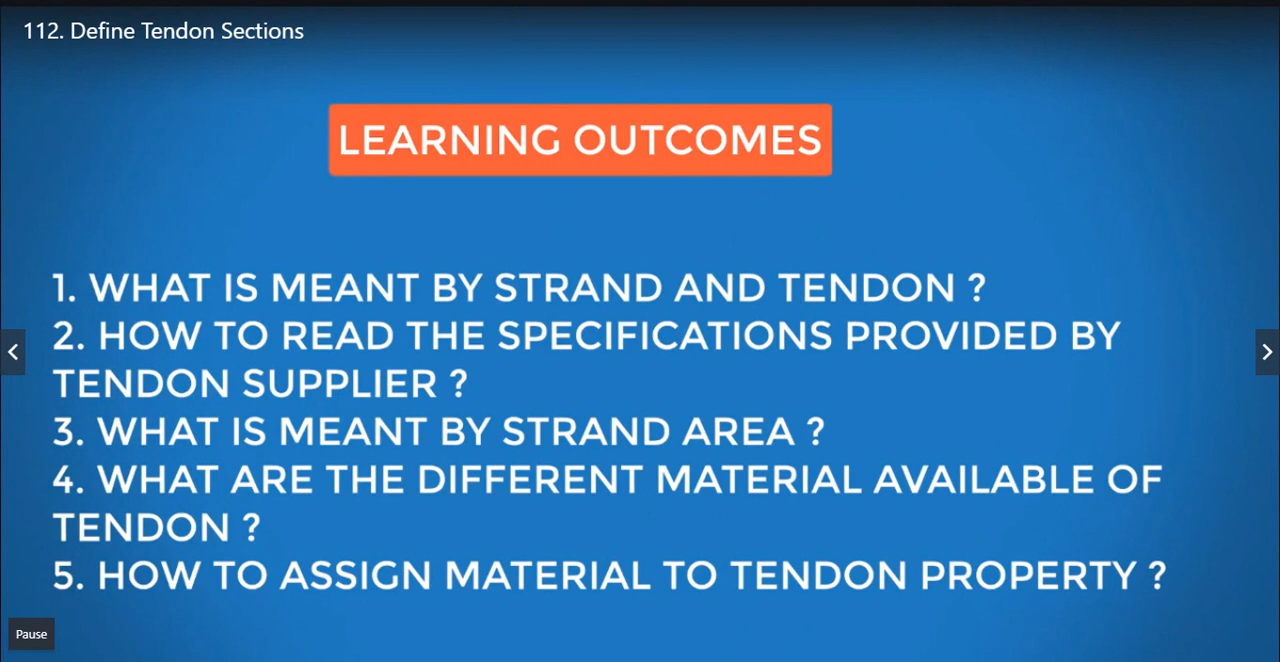 112. Define Tendon Sections
LEARNING OUTCOMES
1. WHAT IS MEANT BY STRAND AND TENDON ?
2. HOW TO READ THE SPECIFICATIONS PROVIDED BY
TENDON SUPPLIER ?
3. WHAT IS MEANT BY STRAND AREA ?
4. WHAT ARE THE DIFFERENT MATERIAL AVAILABLE OF
TENDON ?
5. HOW TO ASSIGN MATERIAL TO TENDON PROPERTY ?
Pause